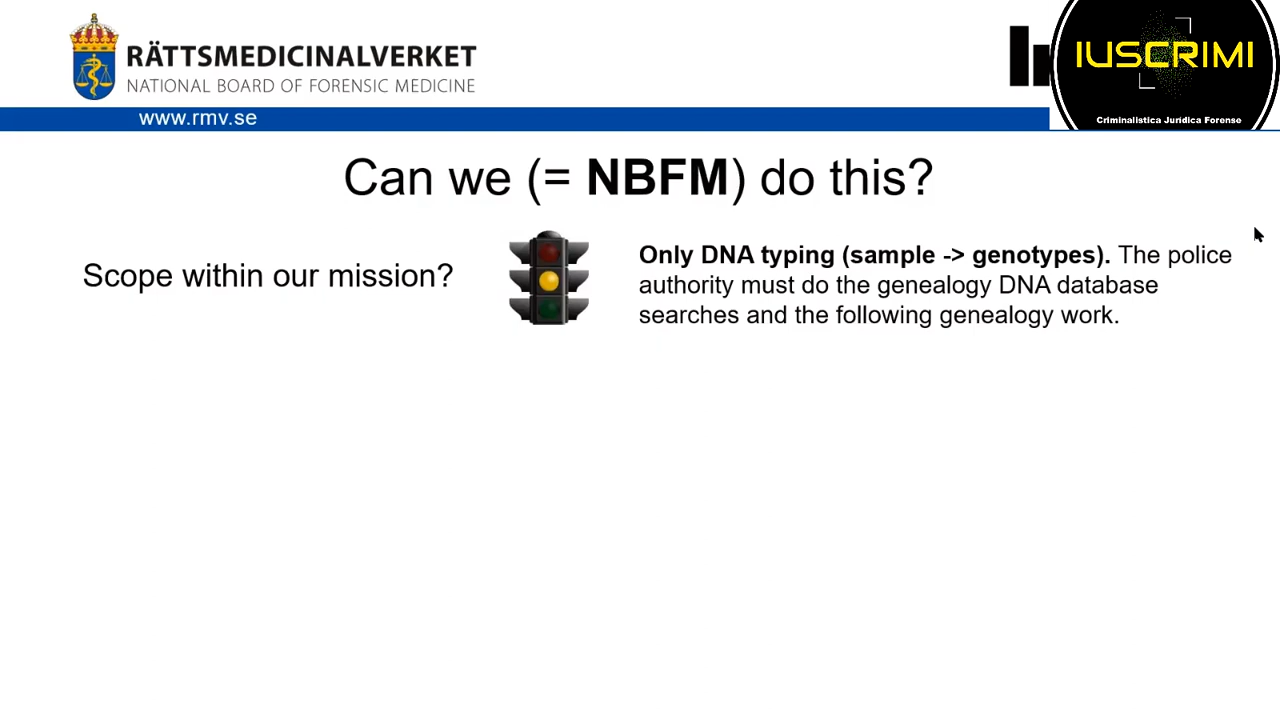 RÄTTSMEDICINALVERKET
NATIONAL BOARD OF FORENSIC MEDICINE
www.rmv.se
IUSCRIMI
Criminalistica Jurídica Forense
Can we (= NBFM) do this?
Scope within our mission?
Only DNA typing (sample -> genotypes). The police
authority must do the genealogy DNA database
searches and the following genealogy work.